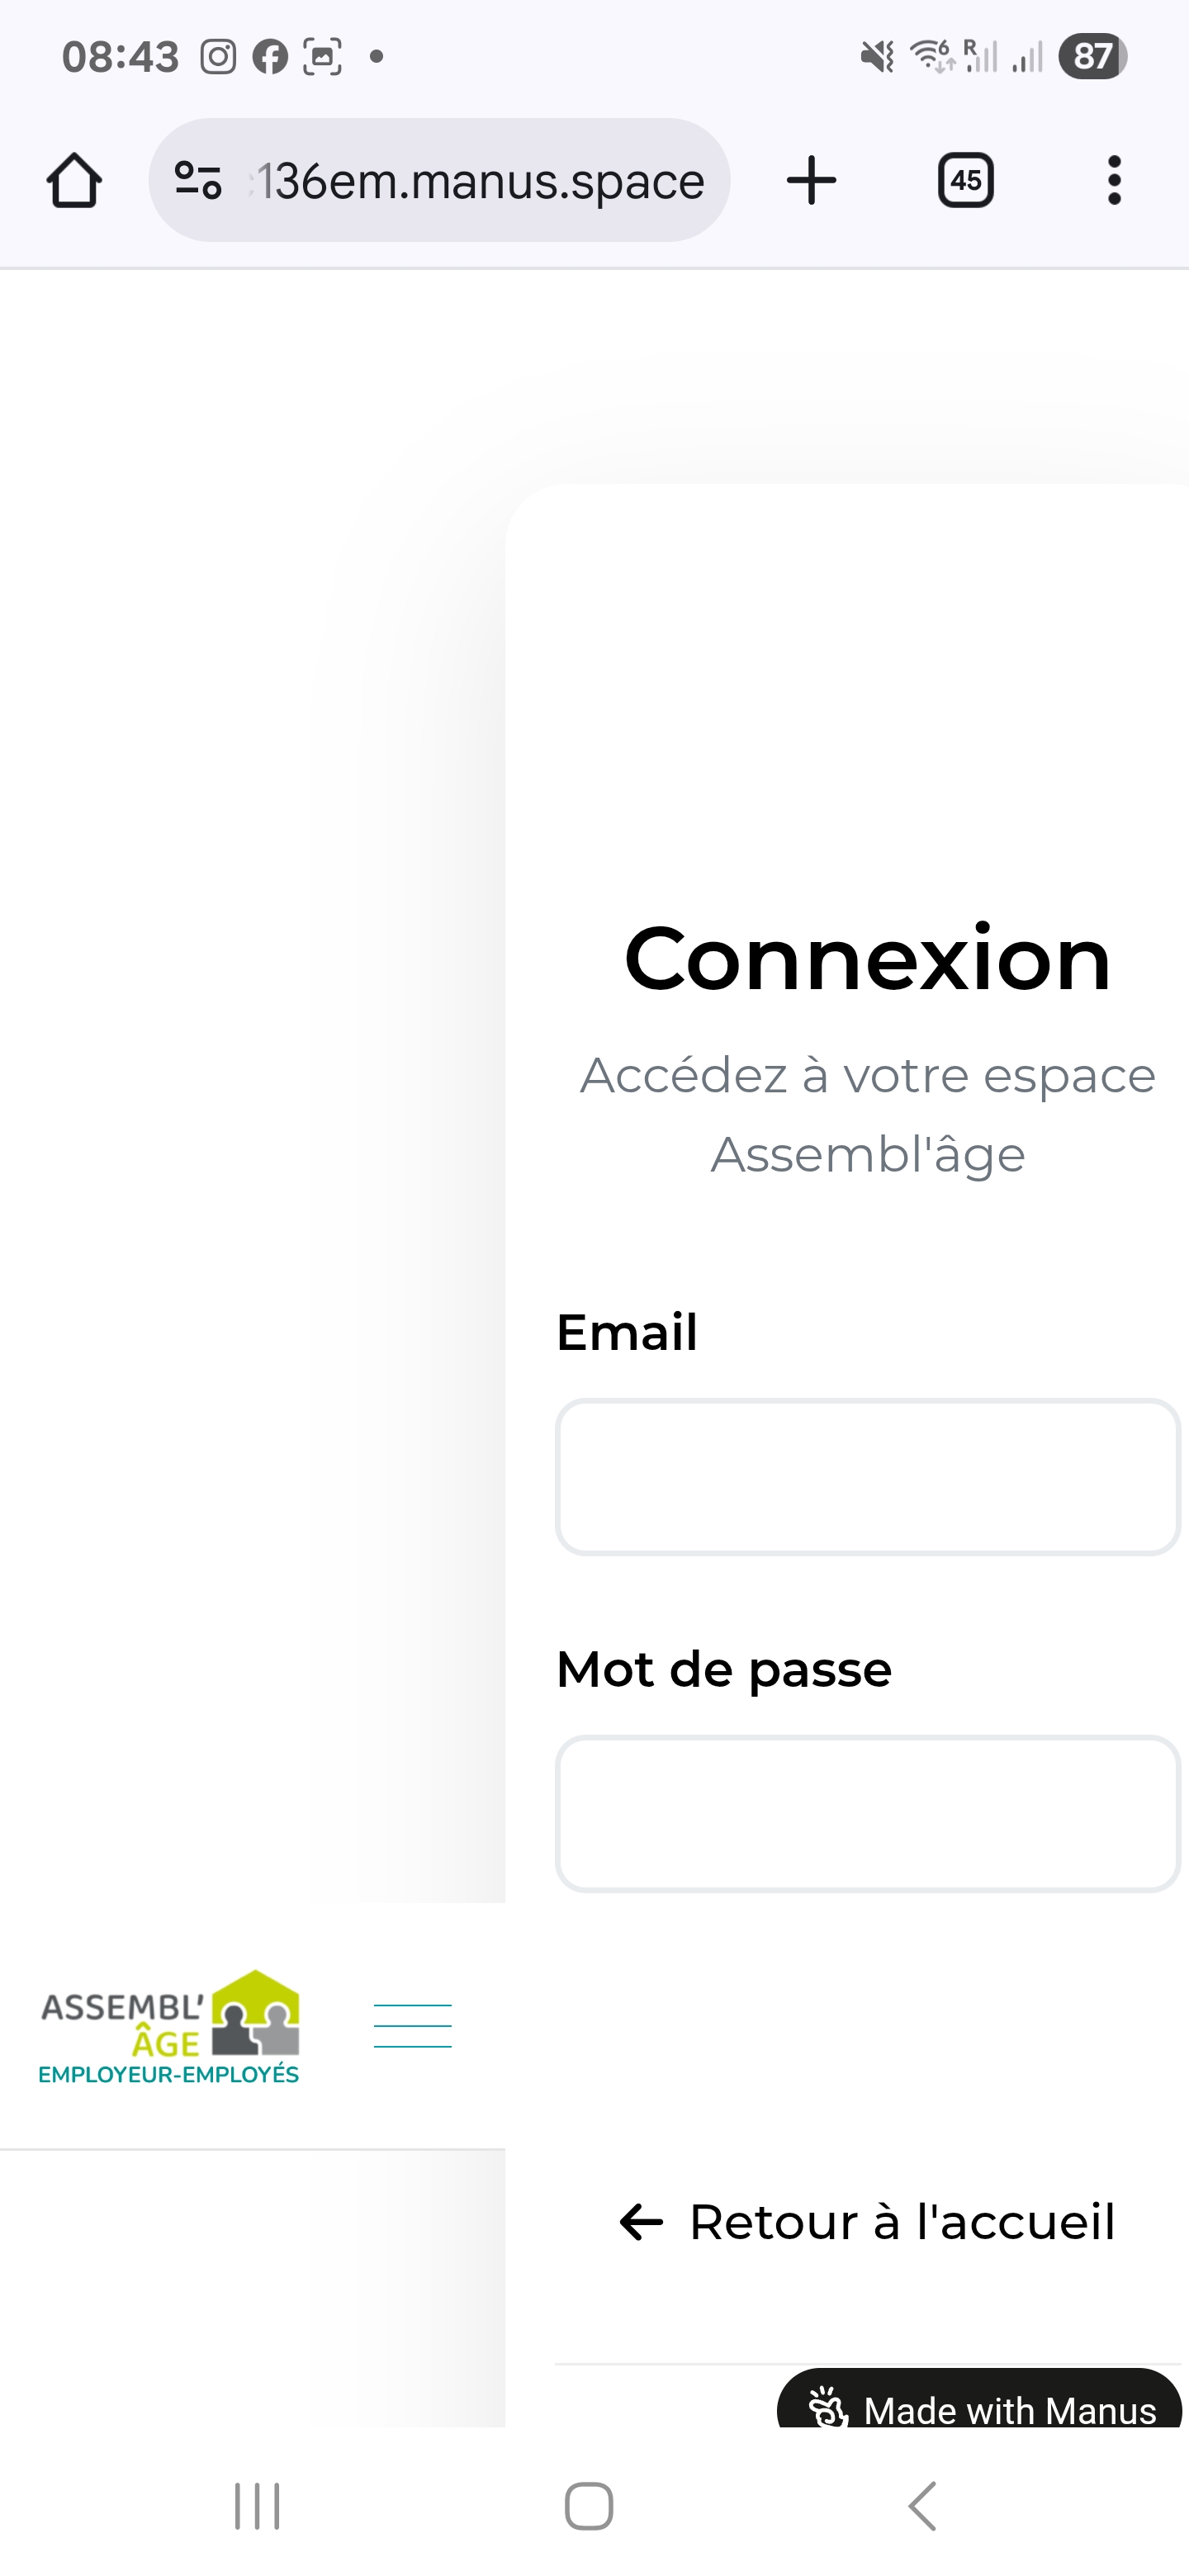 08:43
6
R
87
136em.manus.space
45
Connexion
Accédez à votre espace
Assembl'âge
Email
Mot de passe
ASSEMBL'
ÂGE
EMPLOYEUR-EMPLOYÉS
← Retour à l'accueil
Made with Manus